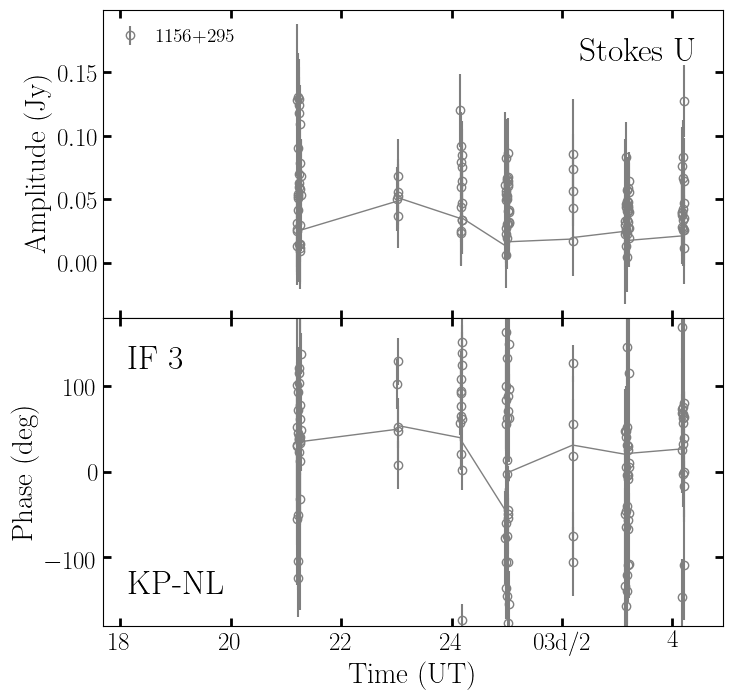 1156+295
Stokes U
0.15
0.10
0.05
0.00
Amplitude (Jy)
IF 3
100
0
−100
Phase (deg)
KP-NL
18 20 22 24 03d/2 4
Time (UT)